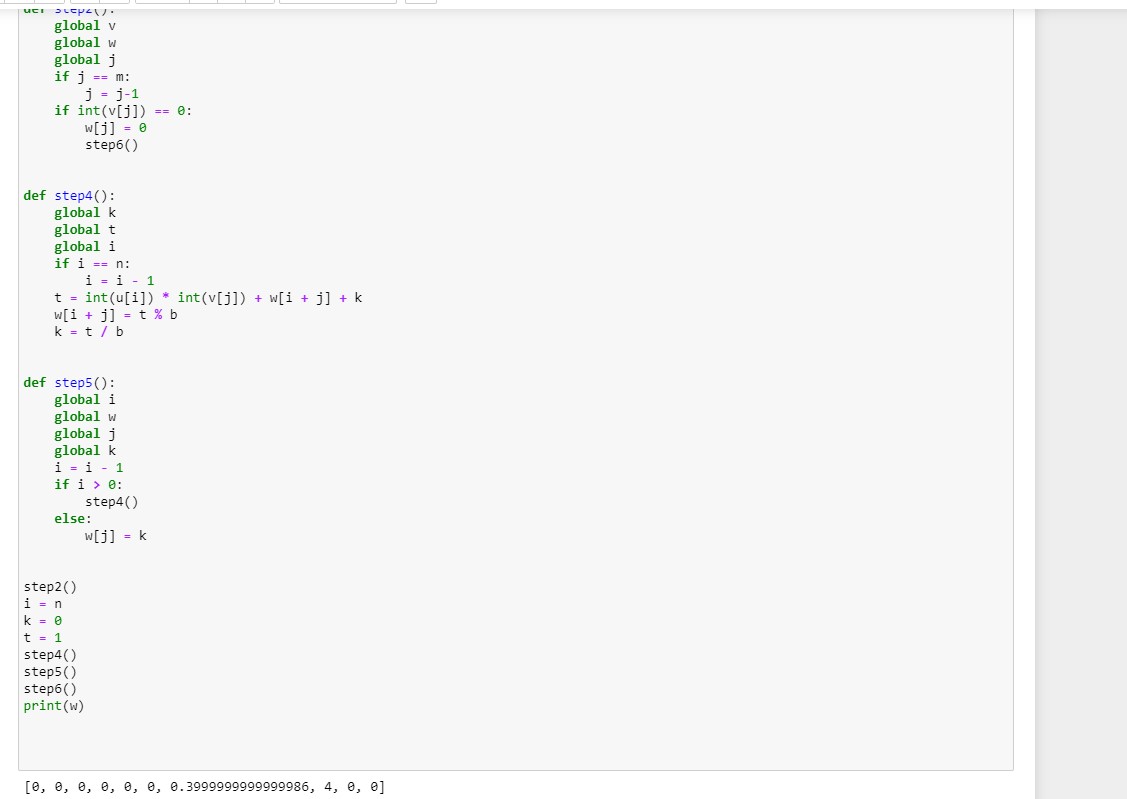 def step2():
    global v
    global w
    global j
    if j == m:
        j = j-1
    if int(v[j]) == 0:
        w[j] = 0
        step6()
def step4():
    global k
    global t
    global i
    if i == n:
        i = i - 1
    t = int(u[i]) * int(v[j]) + w[i + j] + k
    w[i + j] = t % b
    k = t / b
def step5():
    global i
    global w
    global j
    global k
    i = i - 1
    if i > 0:
        step4()
    else:
        w[j] = k
step2()
i = n
k = 0
t = 1
step4()
step5()
step6()
print(w)
[0, 0, 0, 0, 0, 0, 0.3999999999999986, 4, 0, 0]